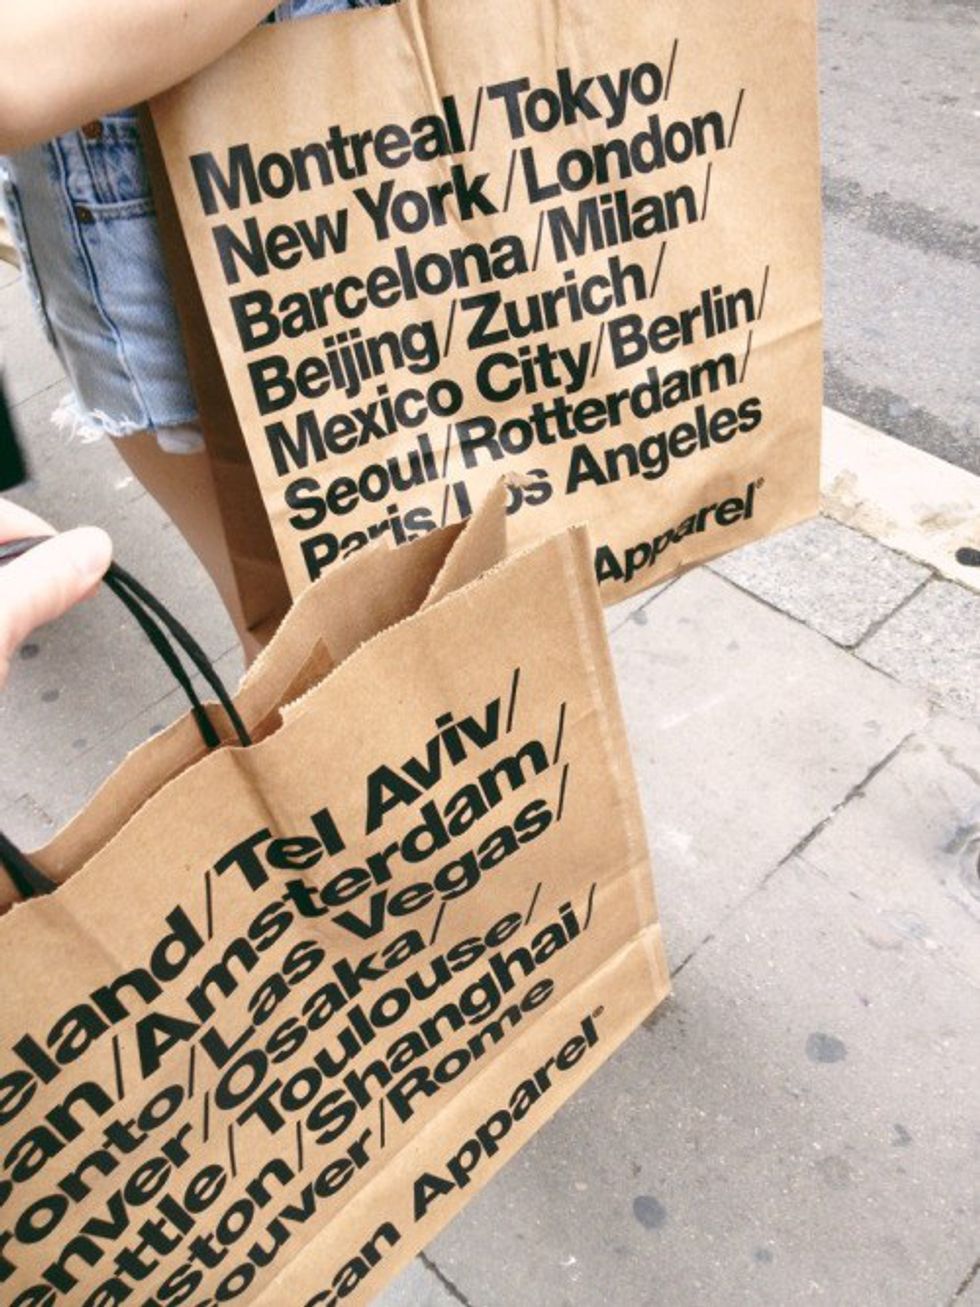 Montreal/Tokyo/
New York/London/
Barcelona/Milan/
Beijing/Zurich/
Mexico City/Berlin/
Seoul/Rotterdam/
Paris/Los Angeles
Apparel®
eland/Tel Aviv/
an/Amsterdam/
onto/Las Vegas/
nver/Osaka/
attle/Toulouse/
ston/Shanghai/
ouver/Rome
can Apparel®